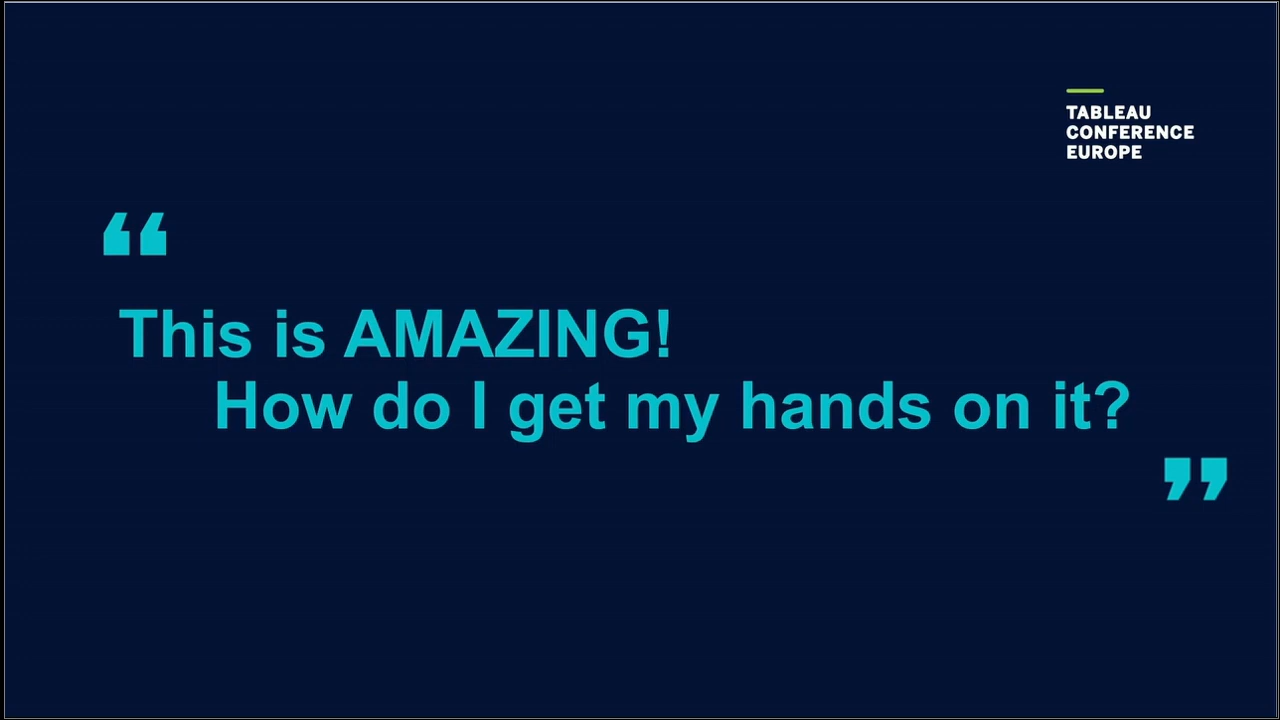 TABLEAU
CONFERENCE
EUROPE
“
This is AMAZING!
How do I get my hands on it?
”